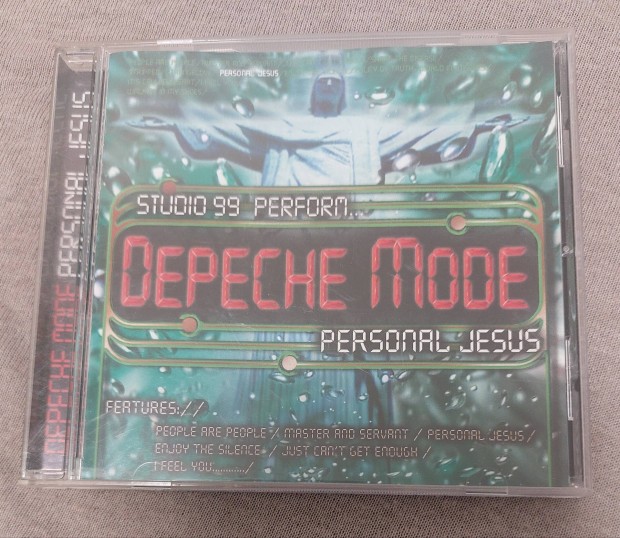 DEPECHE MODE PERSONAL JESUS
PERSONAL JESUS
STUDIO 99 PERFORM...
DEPECHE MODE
PERSONAL JESUS
FEATURES://
PEOPLE ARE PEOPLE / MASTER AND SERVANT / PERSONAL JESUS /
ENJOY THE SILENCE / JUST CAN'T GET ENOUGH /
I FEEL YOU............/